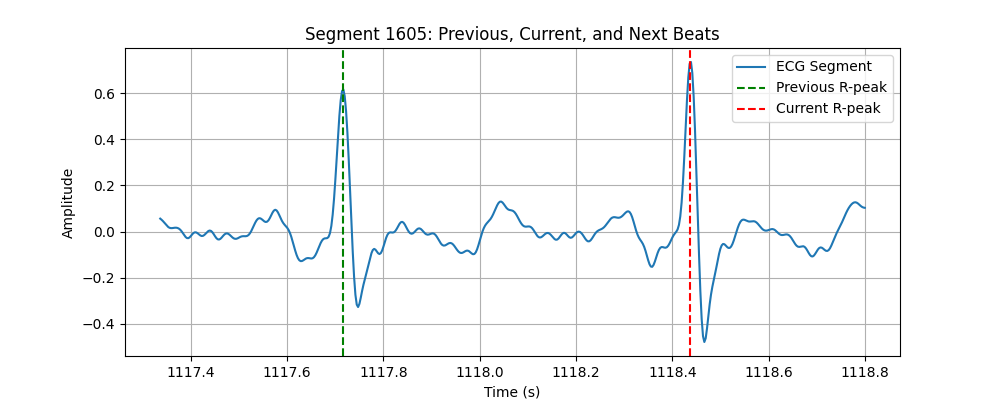 Segment 1605: Previous, Current, and Next Beats
ECG Segment
Previous R-peak
Current R-peak
Amplitude
0.6
0.4
0.2
0.0
−0.2
−0.4
1117.4 1117.6 1117.8 1118.0 1118.2 1118.4 1118.6 1118.8
Time (s)